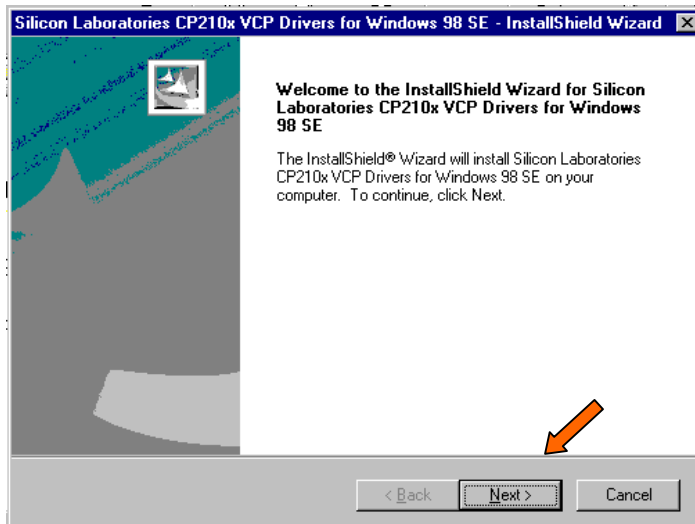 Silicon Laboratories CP210x VCP Drivers for Windows 98 SE - InstallShield Wizard
Welcome to the InstallShield Wizard for Silicon
Laboratories CP210x VCP Drivers for Windows
98 SE
The InstallShield® Wizard will install Silicon Laboratories
CP210x VCP Drivers for Windows 98 SE on your
computer. To continue, click Next.
< Back Next > Cancel